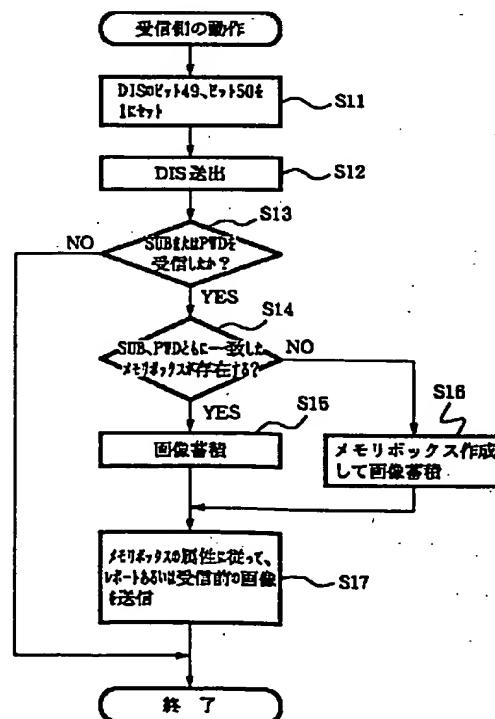 受信側の動作
DISのビット49、ビット50を
1にセット
S11
DIS送出
S12
S13
NO
SUBまたはPWDを
受信したか？
YES
S14
SUB、PWDともに一致した
メモリボックスが存在する？
NO
YES
S15
S16
画像蓄積
メモリボックス作成
して画像蓄積
メモリボックスの属性に従って、
レポートあるいは受信前の画像
を送信
S17
終了